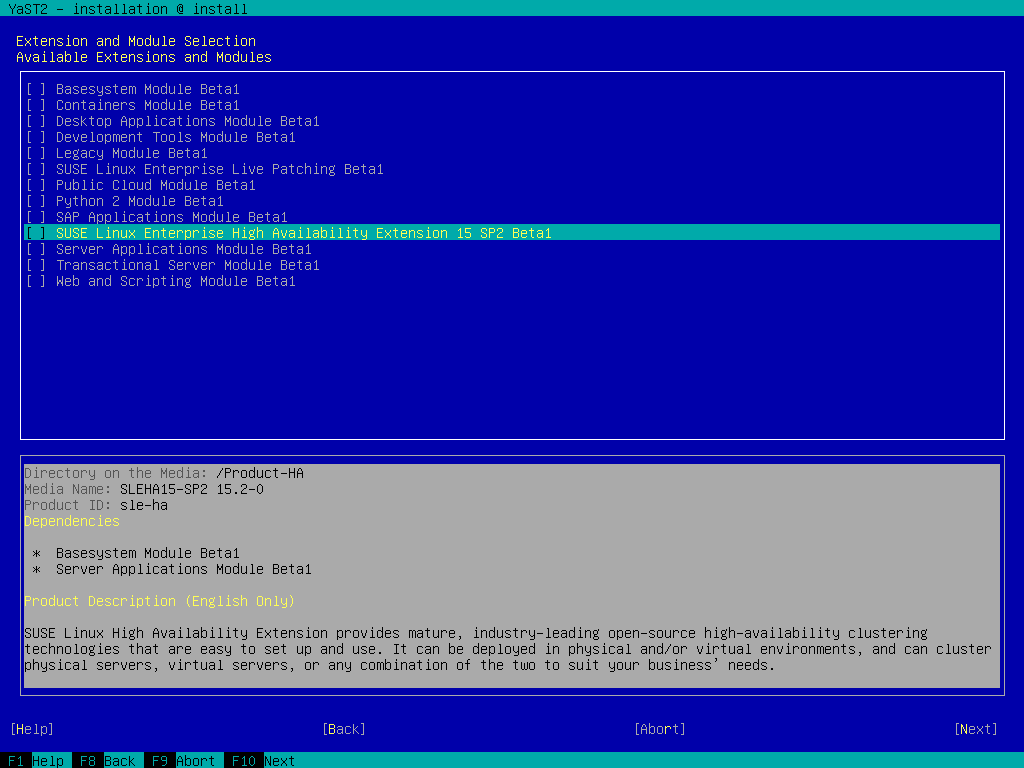 YaST2 - installation @ install
Extension and Module Selection
Available Extensions and Modules
[ ] Basesystem Module Beta1
[ ] Containers Module Beta1
[ ] Desktop Applications Module Beta1
[ ] Development Tools Module Beta1
[ ] Legacy Module Beta1
[ ] SUSE Linux Enterprise Live Patching Beta1
[ ] Public Cloud Module Beta1
[ ] Python 2 Module Beta1
[ ] SAP Applications Module Beta1
[ ] SUSE Linux Enterprise High Availability Extension 15 SP2 Beta1
[ ] Server Applications Module Beta1
[ ] Transactional Server Module Beta1
[ ] Web and Scripting Module Beta1
Directory on the Media: /Product-HA
Media Name: SLEHA15-SP2 15.2-0
Product ID: sle-ha
Dependencies
* Basesystem Module Beta1
* Server Applications Module Beta1
Product Description (English Only)
SUSE Linux High Availability Extension provides mature, industry-leading open-source high-availability clustering
technologies that are easy to set up and use. It can be deployed in physical and/or virtual environments, and can cluster
physical servers, virtual servers, or any combination of the two to suit your business' needs.
[Help] [Back] [Abort] [Next]
F1 Help F8 Back F9 Abort F10 Next